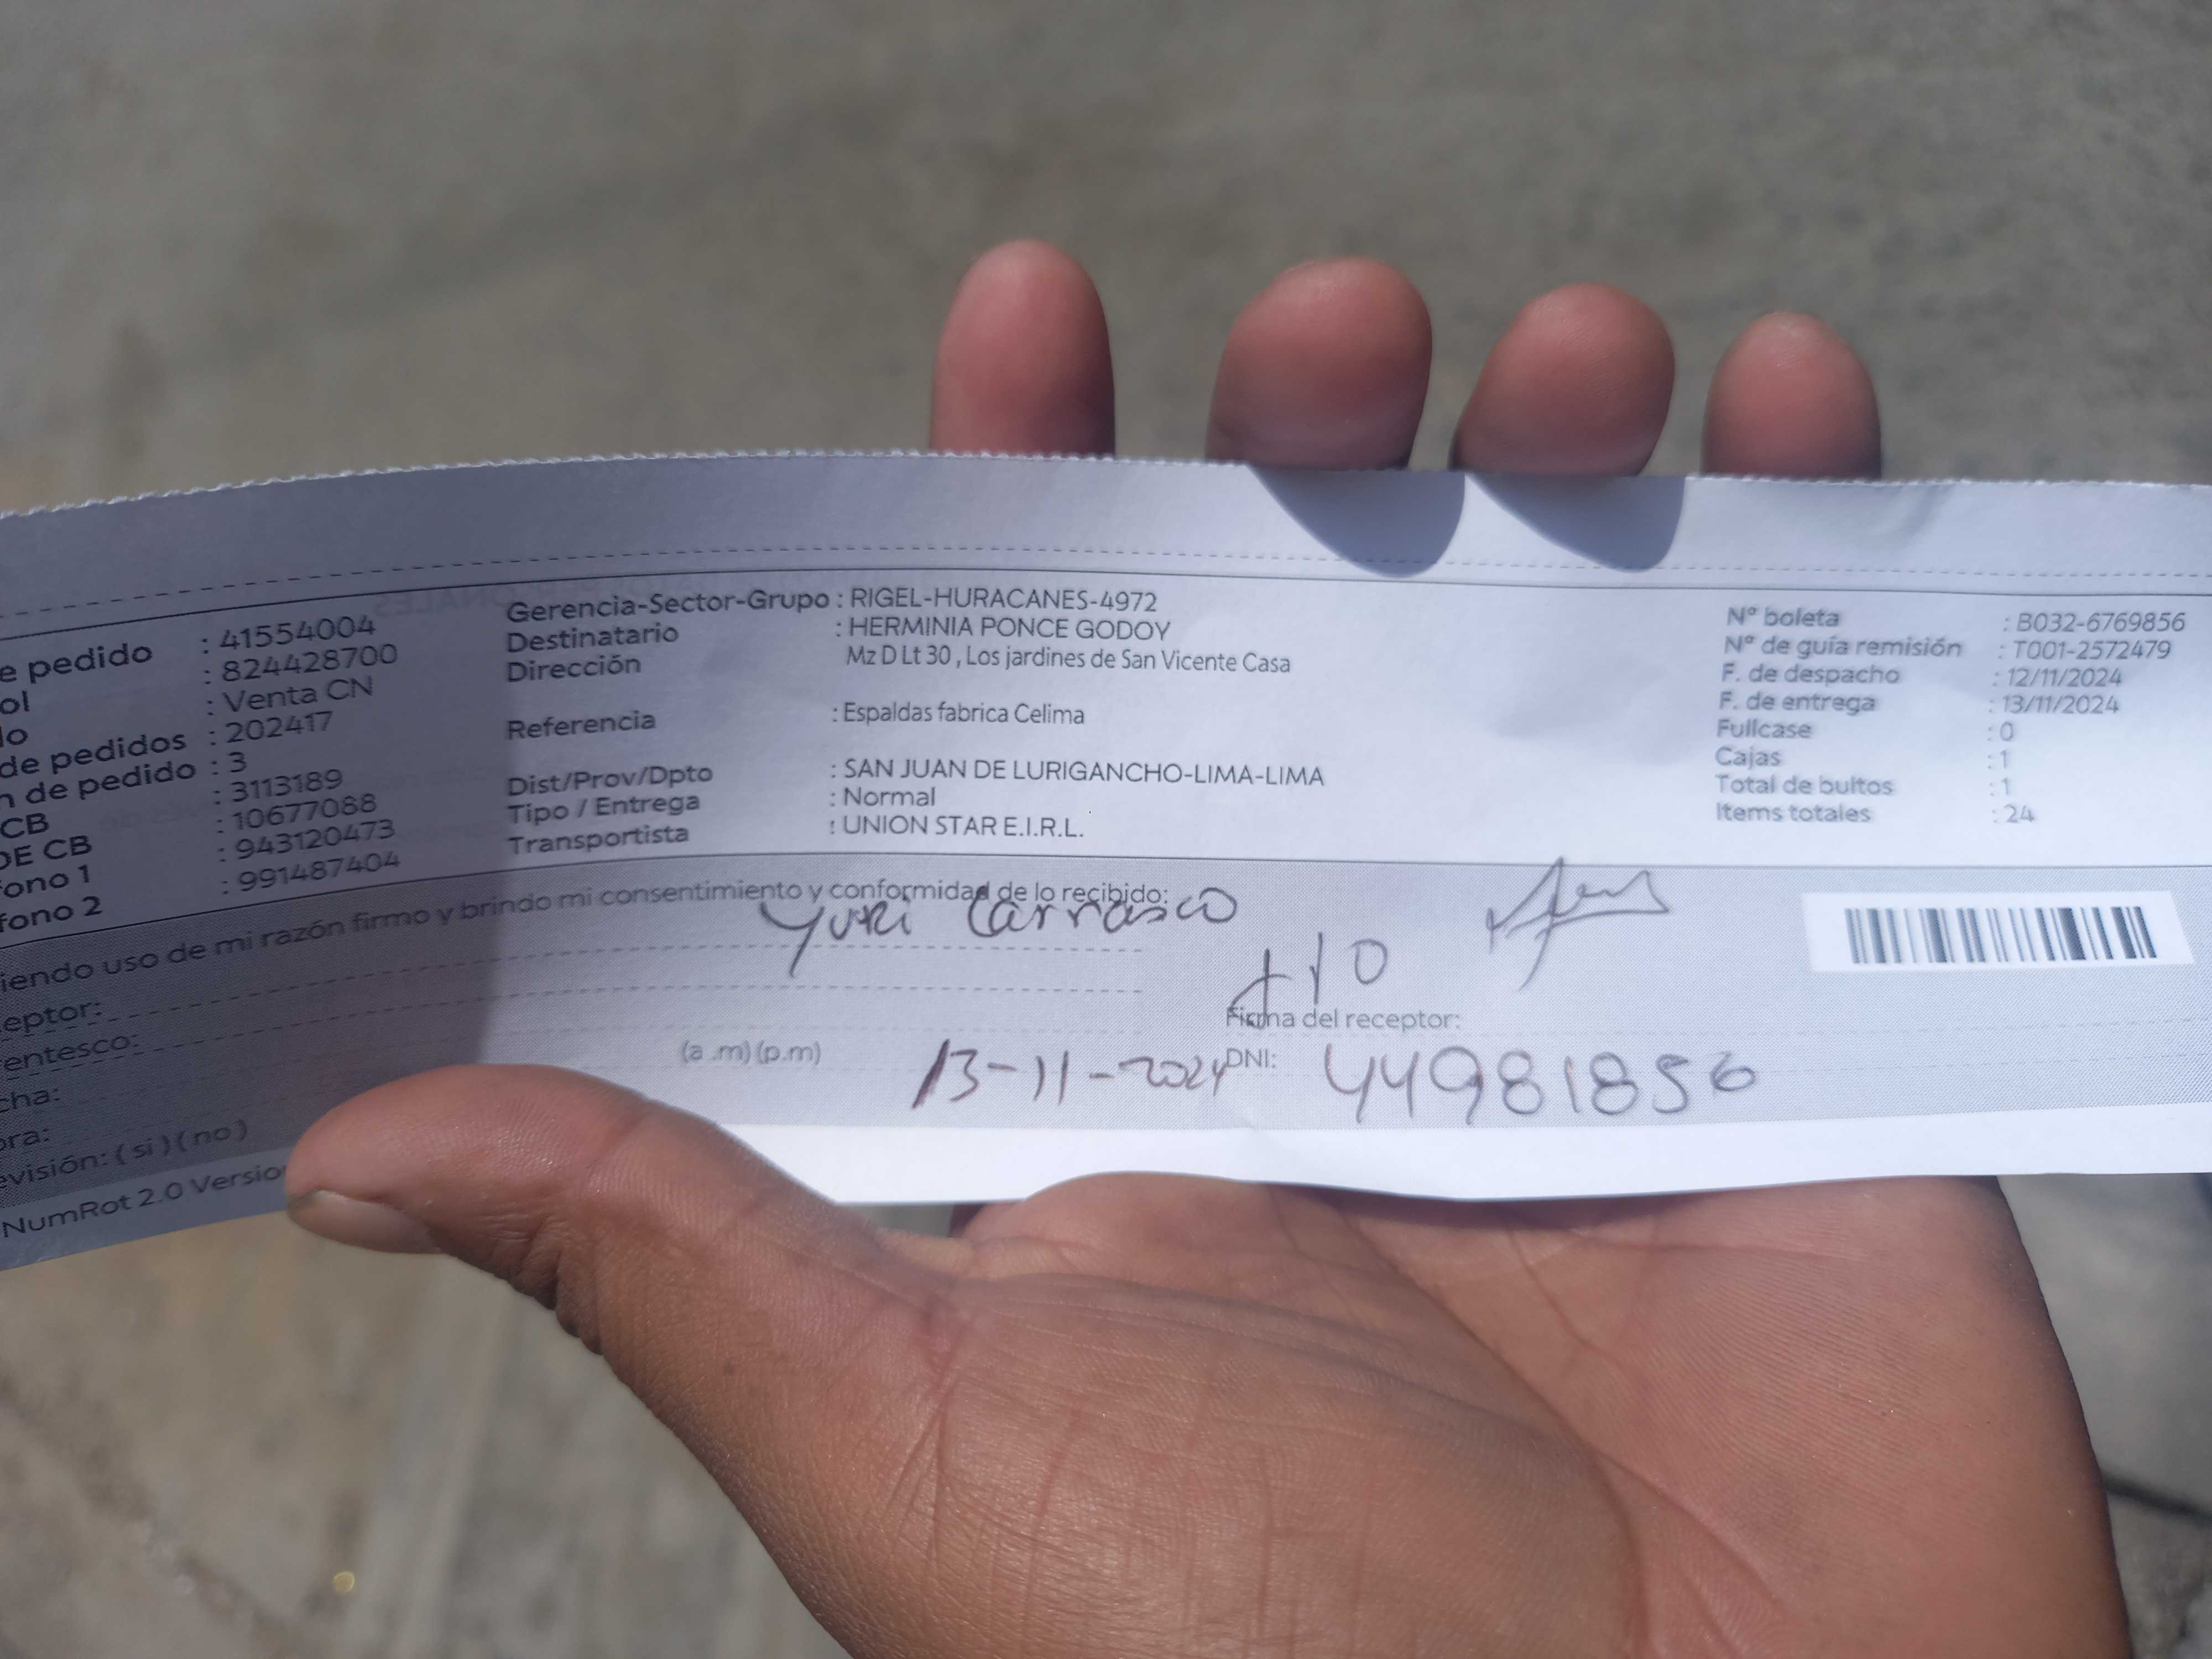 e pedido : 41554004
ol : 824428700
lo : Venta CN
de pedidos : 202417
n de pedido : 3
CB : 3113189
DE CB : 10677088
fono 1 : 943120473
fono 2 : 991487404
Gerencia-Sector-Grupo : RIGEL-HURACANES-4972
Destinatario : HERMINIA PONCE GODOY
Dirección Mz D Lt 30 , Los jardines de San Vicente Casa
Referencia : Espaldas fabrica Celima
Dist/Prov/Dpto : SAN JUAN DE LURIGANCHO-LIMA-LIMA
Tipo / Entrega : Normal
Transportista : UNION STAR E.I.R.L.
Nº boleta : B032-6769856
Nº de guía remisión : T001-2572479
F. de despacho : 12/11/2024
F. de entrega : 13/11/2024
Fullcase : 0
Cajas : 1
Total de bultos : 1
Items totales : 24
iendo uso de mi razón firmo y brindo mi consentimiento y conformidad de lo recibido:
Yuri Carrasco
eptor:
entesco:
cha:
ora: (a .m) (p.m)
evisión: ( si ) ( no )
NumRot 2.0 Versio
Firma del receptor:
13-11-2024
DNI: 44981856